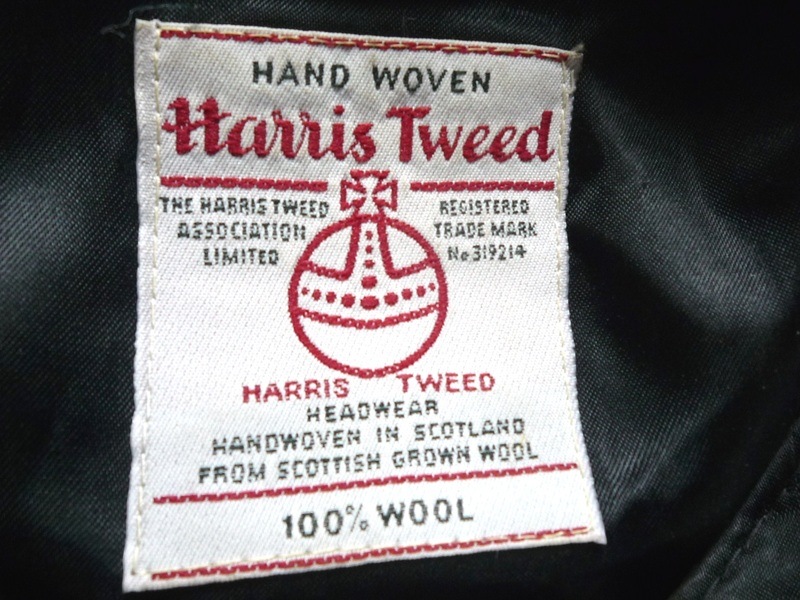 HAND WOVEN
Harris Tweed
THE HARRIS TWEED
ASSOCIATION
LIMITED
REGISTERED
TRADE MARK
No 319214
HARRIS TWEED
HEADWEAR
HANDWOVEN IN SCOTLAND
FROM SCOTTISH GROWN WOOL
100% WOOL